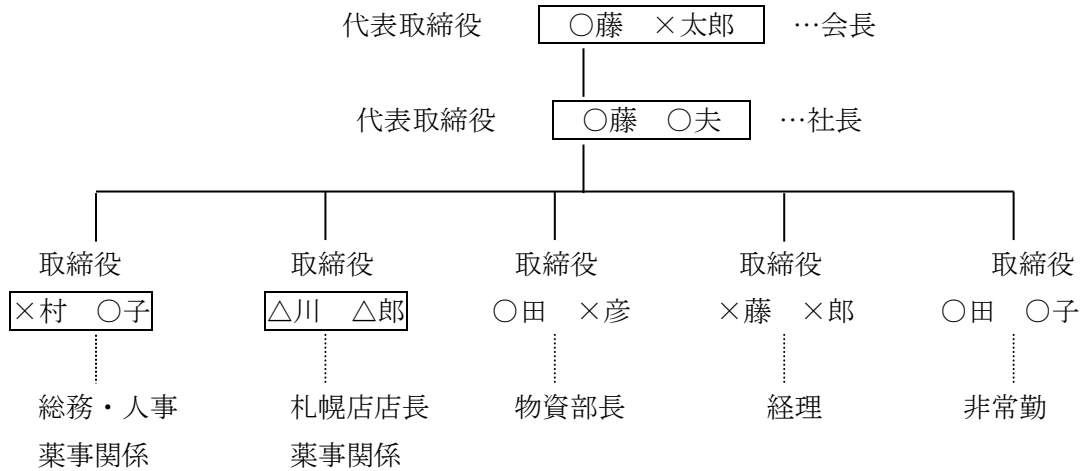 代表取締役　○藤　×太郎　…会長
代表取締役　○藤　○夫　…社長
取締役　取締役　取締役　取締役　取締役
×村　○子　△川　△郎　○田　×彦　×藤　×郎　○田　○子
総務・人事　札幌店店長　物資部長　経理　非常勤
薬事関係　薬事関係